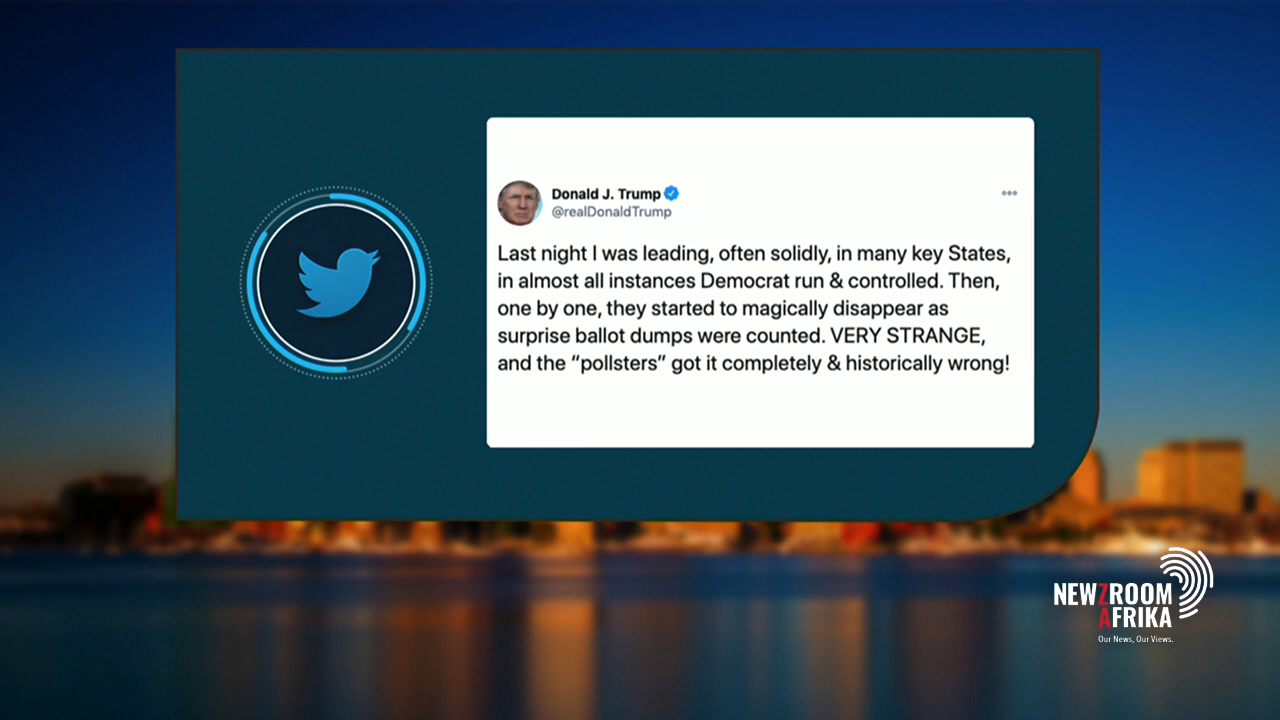 Donald J. Trump
@realDonaldTrump
Last night I was leading, often solidly, in many key States,
in almost all instances Democrat run & controlled. Then,
one by one, they started to magically disappear as
surprise ballot dumps were counted. VERY STRANGE,
and the “pollsters” got it completely & historically wrong!
NEWZROOM
AFRIKA
Our News, Our Views.